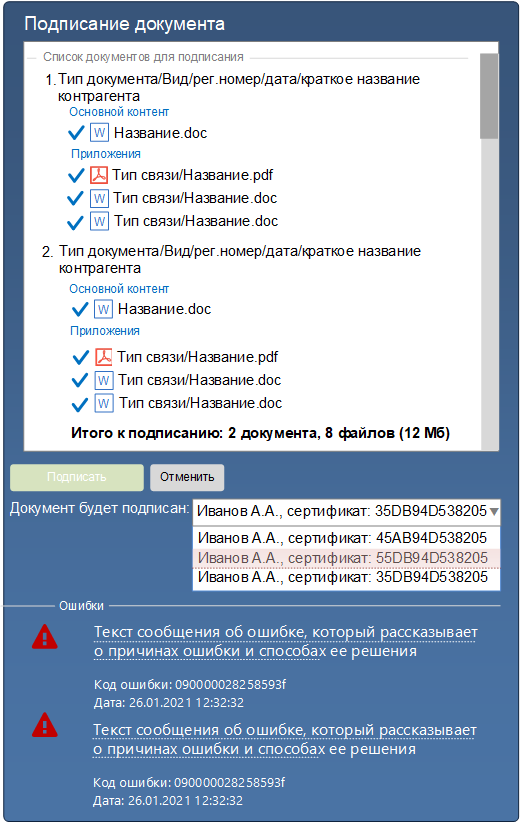 Подписание документа
Список документов для подписания
1. Тип документа/Вид/рег.номер/дата/краткое название
контрагента
Основной контент
W Название.doc
Приложения
Тип связи/Название.pdf
W Тип связи/Название.doc
W Тип связи/Название.doc
2. Тип документа/Вид/рег.номер/дата/краткое название
контрагента
Основной контент
W Название.doc
Приложения
Тип связи/Название.pdf
W Тип связи/Название.doc
W Тип связи/Название.doc
Итого к подписанию: 2 документа, 8 файлов (12 Мб)
Подписать Отменить
Документ будет подписан: Иванов А.А., сертификат: 35DB94D538205
Иванов А.А., сертификат: 45AB94D538205
Иванов А.А., сертификат: 55DB94D538205
Иванов А.А., сертификат: 35DB94D538205
Ошибки
Текст сообщения об ошибке, который рассказывает
о причинах ошибки и способах ее решения
Код ошибки: 090000028258593f
Дата: 26.01.2021 12:32:32
Текст сообщения об ошибке, который рассказывает
о причинах ошибки и способах ее решения
Код ошибки: 090000028258593f
Дата: 26.01.2021 12:32:32